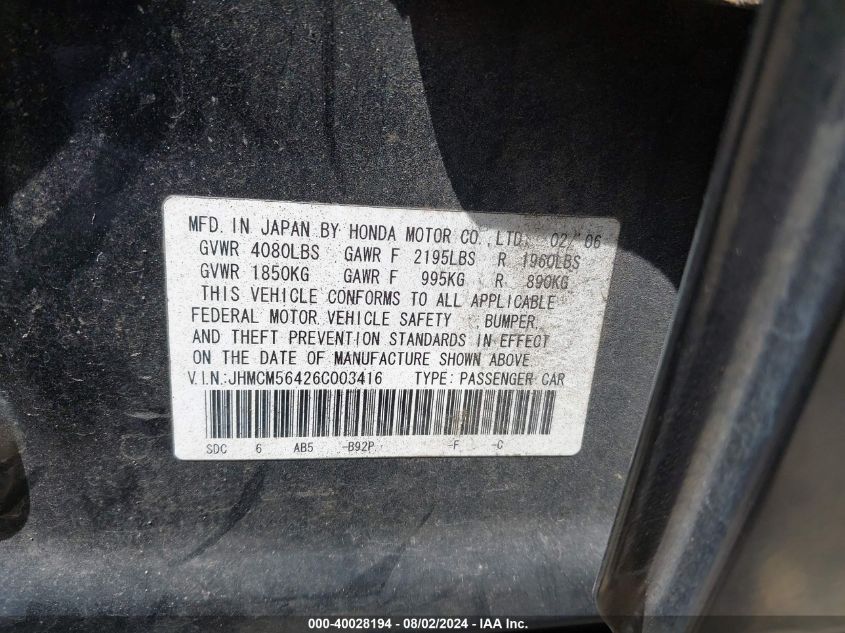 MFD. IN JAPAN BY HONDA MOTOR CO.,LTD. 02/06
GVWR 4080LBS GAWR F 2195LBS R 1960LBS
GVWR 1850KG GAWR F 995KG R 890KG
THIS VEHICLE CONFORMS TO ALL APPLICABLE
FEDERAL MOTOR VEHICLE SAFETY BUMPER,
AND THEFT PREVENTION STANDARDS IN EFFECT
ON THE DATE OF MANUFACTURE SHOWN ABOVE.
V.I.N.:JHMCM56426C003416 TYPE: PASSENGER CAR
SDC 6 AB5 -B92P -F -C
000-40028194 - 08/02/2024 - IAA Inc.